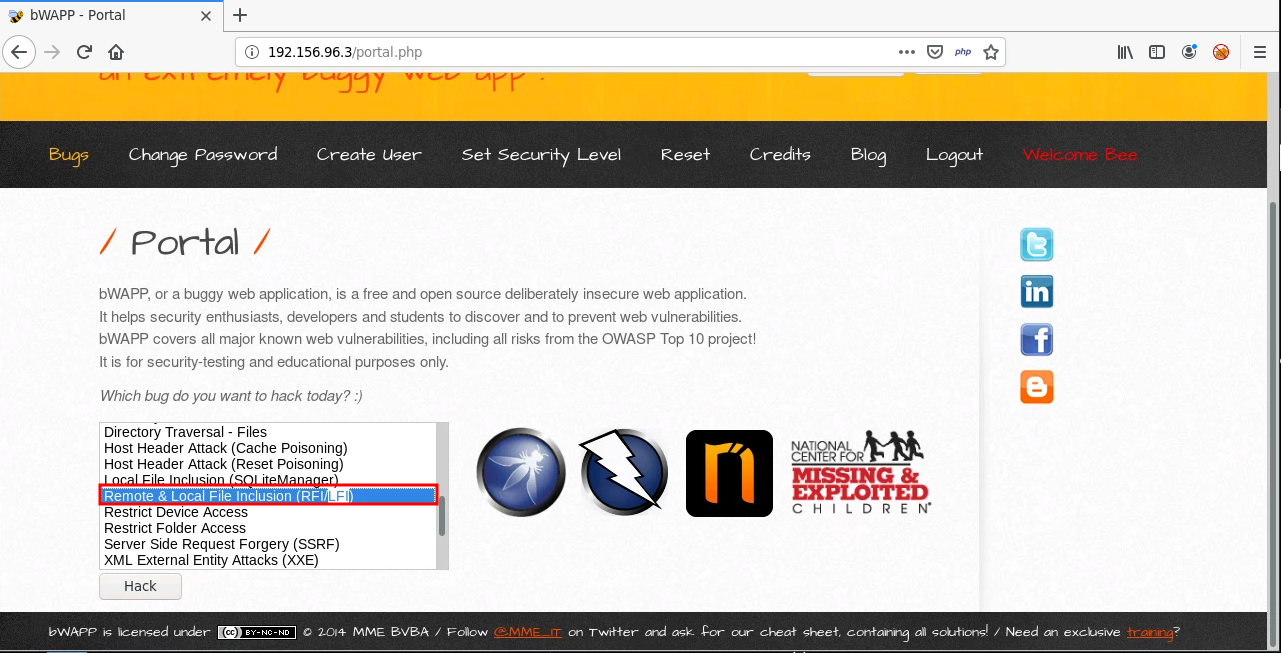 bWAPP - Portal
192.156.96.3/portal.php
php
an extremely buggy web app !
Bugs
Change Password
Create User
Set Security Level
Reset
Credits
Blog
Logout
Welcome Bee
/ Portal /
bWAPP, or a buggy web application, is a free and open source deliberately insecure web application.
It helps security enthusiasts, developers and students to discover and to prevent web vulnerabilities.
bWAPP covers all major known web vulnerabilities, including all risks from the OWASP Top 10 project!
It is for security-testing and educational purposes only.
Which bug do you want to hack today? :)
Directory Traversal - Files
Host Header Attack (Cache Poisoning)
Host Header Attack (Reset Poisoning)
Local File Inclusion (SQLiteManager)
Remote & Local File Inclusion (RFI/LFI)
Restrict Device Access
Restrict Folder Access
Server Side Request Forgery (SSRF)
XML External Entity Attacks (XXE)
Hack
NATIONAL
CENTER FOR
MISSING &
EXPLOITED
CHILDREN®
bWAPP is licensed under (cc) BY-NC-ND © 2014 MME BVBA / Follow @MME_IT on Twitter and ask for our cheat sheet, containing all solutions! / Need an exclusive training?